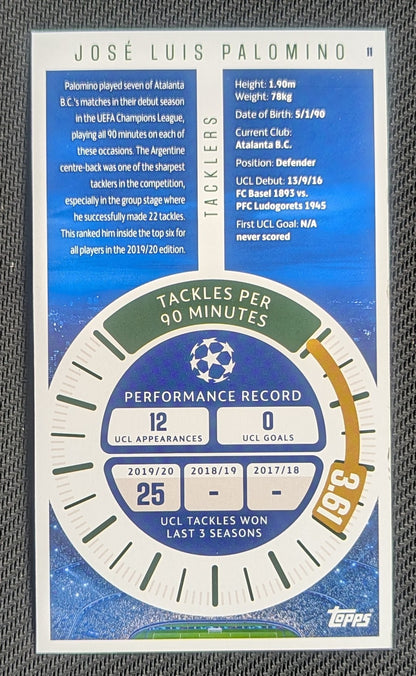 JOSÉ LUIS PALOMINO
11
Palomino played seven of Atalanta
B.C.'s matches in their debut season
in the UEFA Champions League,
playing all 90 minutes on each of
these occasions. The Argentine
centre-back was one of the sharpest
tacklers in the competition,
especially in the group stage where
he successfully made 22 tackles.
This ranked him inside the top six for
all players in the 2019/20 edition.
TACKLERS
Height: 1.90m
Weight: 78kg
Date of Birth: 5/1/90
Current Club:
Atalanta B.C.
Position: Defender
UCL Debut: 13/9/16
FC Basel 1893 vs.
PFC Ludogorets 1945
First UCL Goal: N/A
never scored
TACKLES PER
90 MINUTES
PERFORMANCE RECORD
12
UCL APPEARANCES
0
UCL GOALS
2019/20 2018/19 2017/18
25 - -
UCL TACKLES WON
LAST 3 SEASONS
3.61
topps